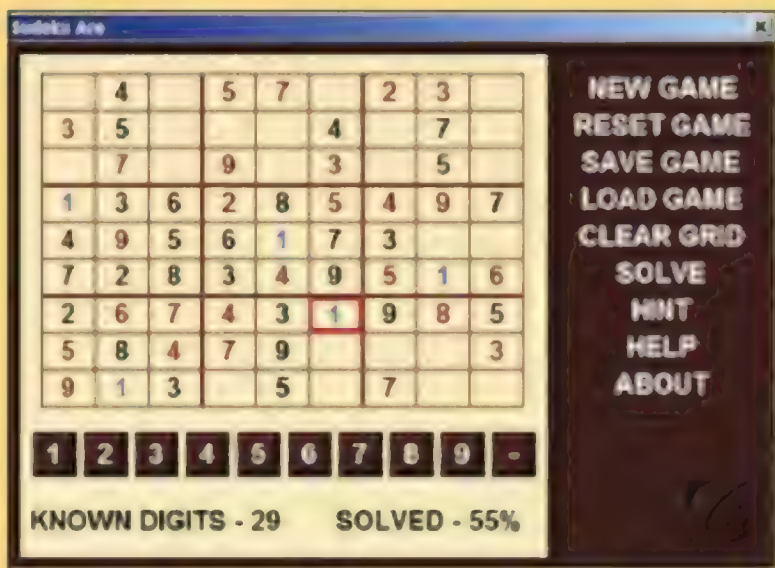 Sudoku Ace
4 5 7 2 3
3 5 4 7
7 9 3 5
1 3 6 2 8 5 4 9 7
4 9 5 6 1 7 3
7 2 8 3 4 9 5 1 6
2 6 7 4 3 1 9 8 5
5 8 4 7 9 3
9 1 3 5 7
1 2 3 4 5 6 7 8 9 -
KNOWN DIGITS - 29 SOLVED - 55%
NEW GAME
RESET GAME
SAVE GAME
LOAD GAME
CLEAR GRID
SOLVE
HINT
HELP
ABOUT